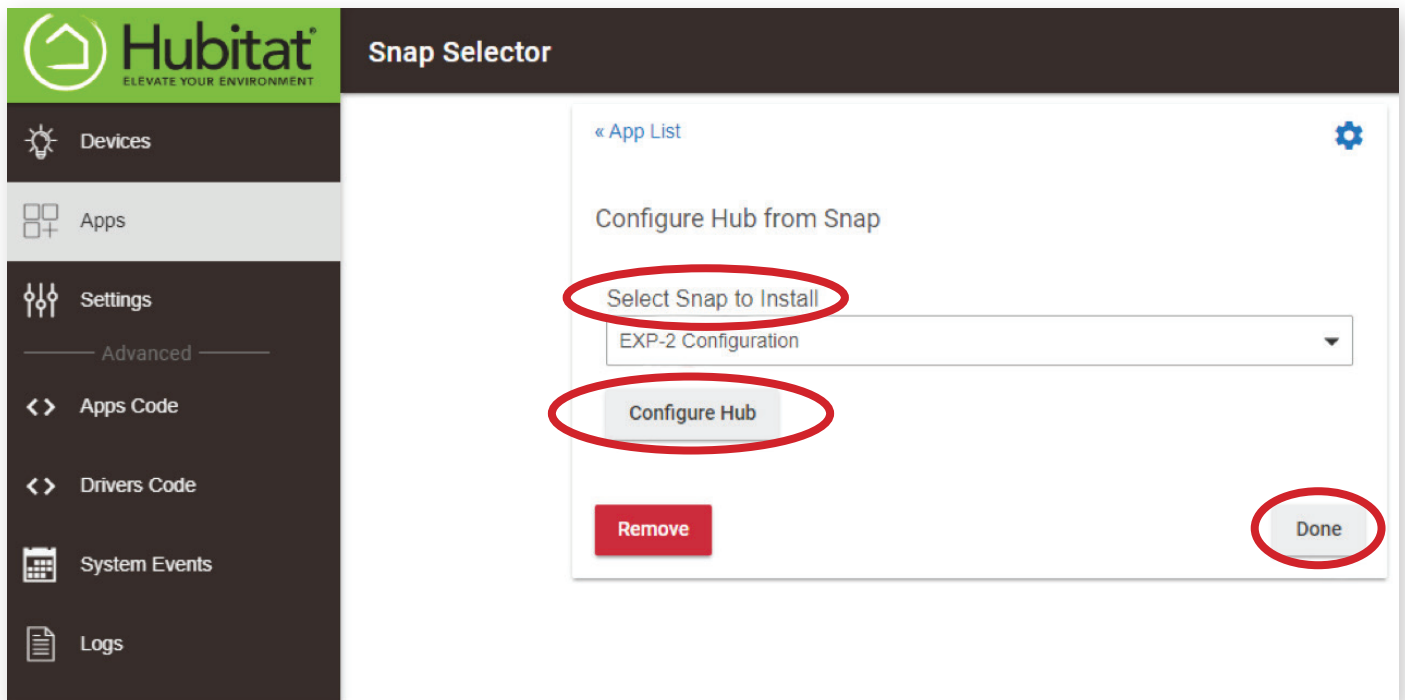 Hubitat®
ELEVATE YOUR ENVIRONMENT
Snap Selector
Devices
Apps
Settings
Advanced
Apps Code
Drivers Code
System Events
Logs
« App List
Configure Hub from Snap
Select Snap to Install
EXP-2 Configuration
Configure Hub
Remove
Done